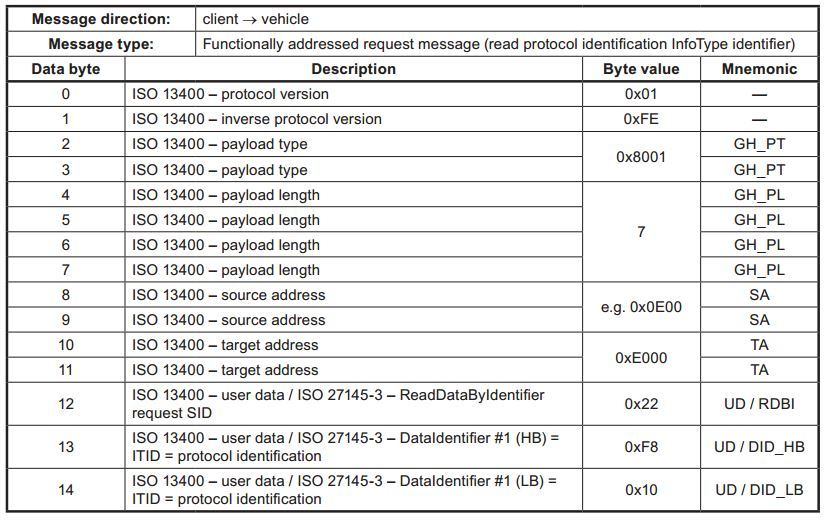 Message direction: client → vehicle
Message type: Functionally addressed request message (read protocol identification InfoType identifier)
Data byte Description Byte value Mnemonic
0 ISO 13400 – protocol version 0x01 —
1 ISO 13400 – inverse protocol version 0xFE —
2 ISO 13400 – payload type 0x8001 GH_PT
3 ISO 13400 – payload type GH_PT
4 ISO 13400 – payload length 7 GH_PL
5 ISO 13400 – payload length GH_PL
6 ISO 13400 – payload length GH_PL
7 ISO 13400 – payload length GH_PL
8 ISO 13400 – source address e.g. 0x0E00 SA
9 ISO 13400 – source address SA
10 ISO 13400 – target address 0xE000 TA
11 ISO 13400 – target address TA
12 ISO 13400 – user data / ISO 27145-3 – ReadDataByIdentifier
request SID 0x22 UD / RDBI
13 ISO 13400 – user data / ISO 27145-3 – DataIdentifier #1 (HB) =
ITID = protocol identification 0xF8 UD / DID_HB
14 ISO 13400 – user data / ISO 27145-3 – DataIdentifier #1 (LB) =
ITID = protocol identification 0x10 UD / DID_LB